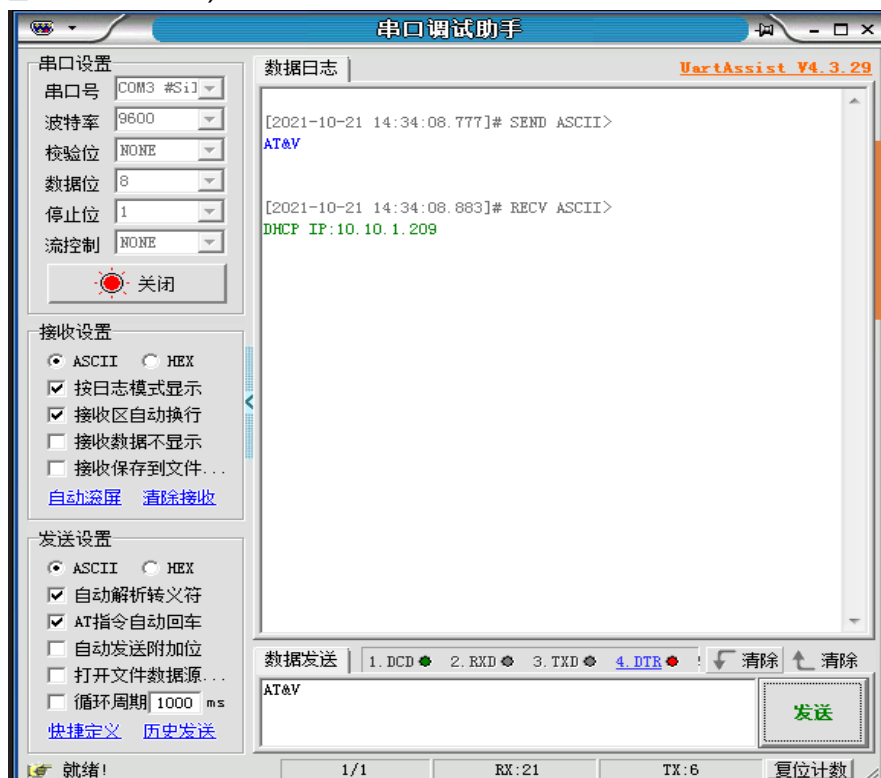 串口调试助手
串口设置
串口号 COM3 #Sil
波特率 9600
校验位 NONE
数据位 8
停止位 1
流控制 NONE
关闭
接收设置
ASCII HEX
按日志模式显示
接收区自动换行
接收数据不显示
接收保存到文件...
自动滚屏 清除接收
发送设置
ASCII HEX
自动解析转义符
AT指令自动回车
自动发送附加位
打开文件数据源...
循环周期 1000 ms
快捷定义 历史发送
数据日志 UartAssist V4.3.29
[2021-10-21 14:34:08.777]# SEND ASCII>
AT&V
[2021-10-21 14:34:08.883]# RECV ASCII>
DHCP IP:10.10.1.209
数据发送 1.DCD 2.RXD 3.TXD 4.DTR ! 清除 清除
AT&V
发送
就绪! 1/1 RX:21 TX:6 复位计数